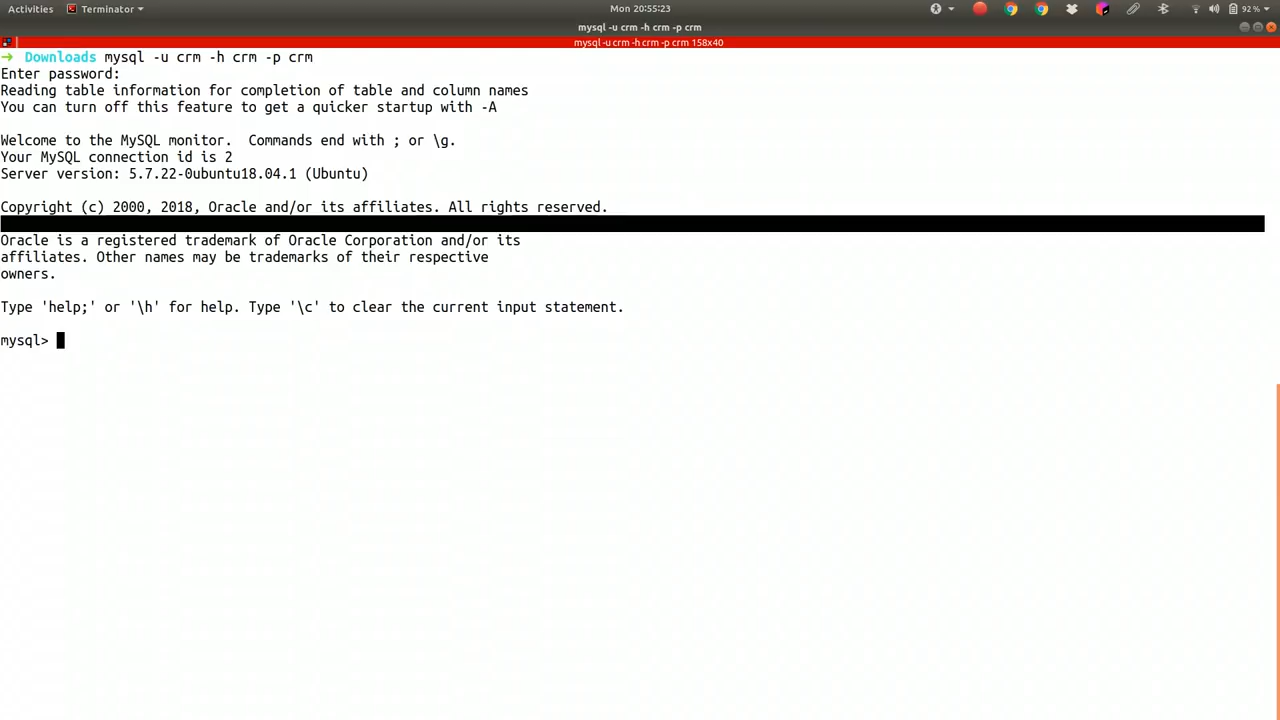 Activities Terminator Mon 20:55:23 92 %
mysql -u crm -h crm -p crm
mysql -u crm -h crm -p crm 158x40
➜ Downloads mysql -u crm -h crm -p crm
Enter password:
Reading table information for completion of table and column names
You can turn off this feature to get a quicker startup with -A
Welcome to the MySQL monitor.  Commands end with ; or \g.
Your MySQL connection id is 2
Server version: 5.7.22-0ubuntu18.04.1 (Ubuntu)
Copyright (c) 2000, 2018, Oracle and/or its affiliates. All rights reserved.
Oracle is a registered trademark of Oracle Corporation and/or its
affiliates. Other names may be trademarks of their respective
owners.
Type 'help;' or '\h' for help. Type '\c' to clear the current input statement.
mysql>